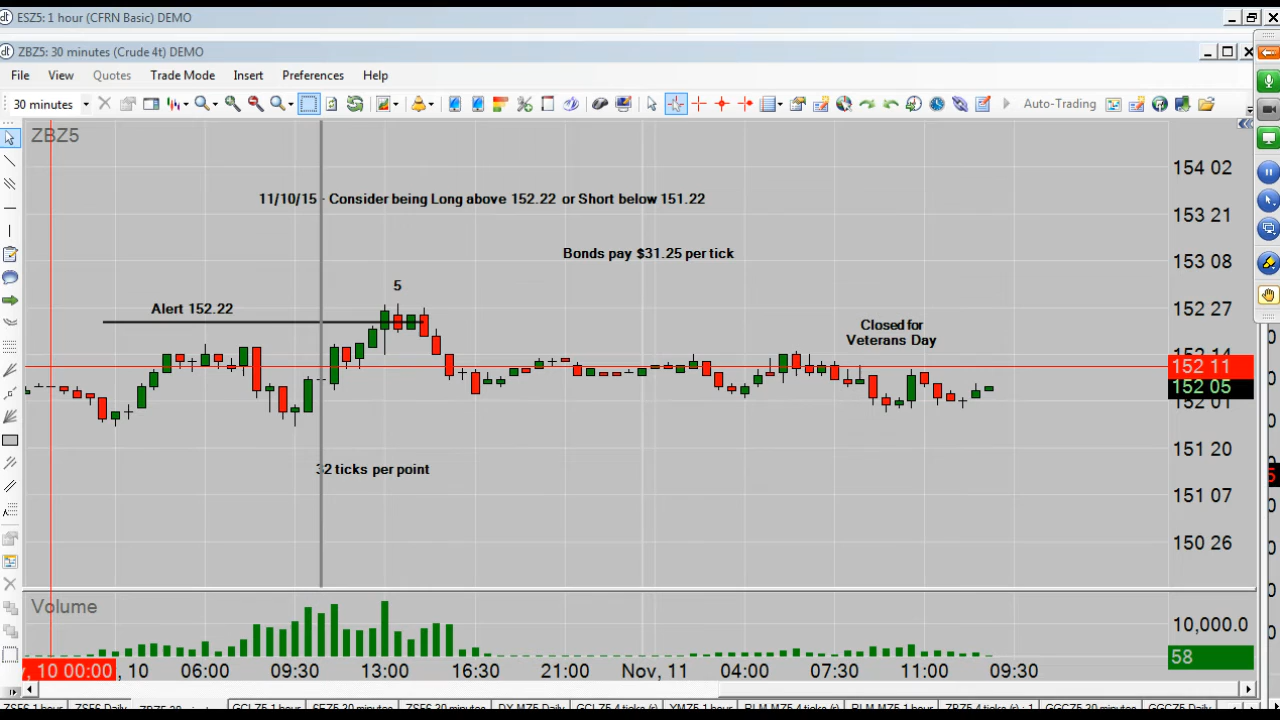 ESZ5: 1 hour (CFRN Basic) DEMO
ZBZ5: 30 minutes (Crude 4t) DEMO
File View Quotes Trade Mode Insert Preferences Help
30 minutes Auto-Trading
ZBZ5
154 02
11/10/15 - Consider being Long above 152.22 or Short below 151.22
153 21
Bonds pay $31.25 per tick
153 08
5
Alert 152.22
152 27
Closed for
Veterans Day
152 14
152 11
152 05
152 01
151 20
32 ticks per point
151 07
150 26
Volume
10,000.0
58
10 00:00 , 10 06:00 09:30 13:00 16:30 21:00 Nov, 11 04:00 07:30 11:00 09:30